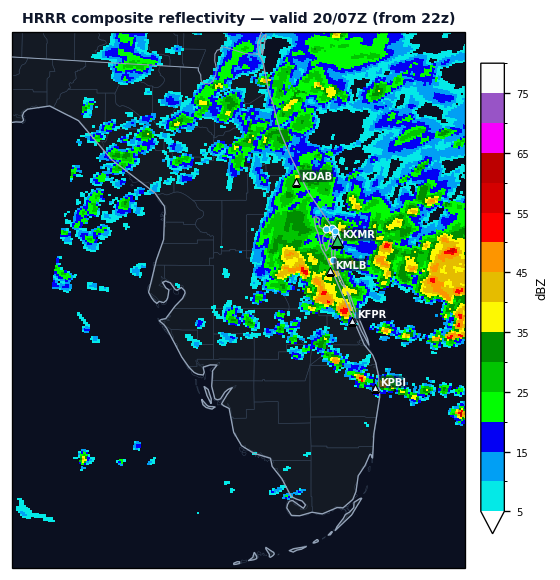 HRRR composite reflectivity — valid 20/07Z (from 22z)
75
65
KDAB
55
KXMR
KMLB
45
dBZ
KFPR
35
KPBI
25
15
5